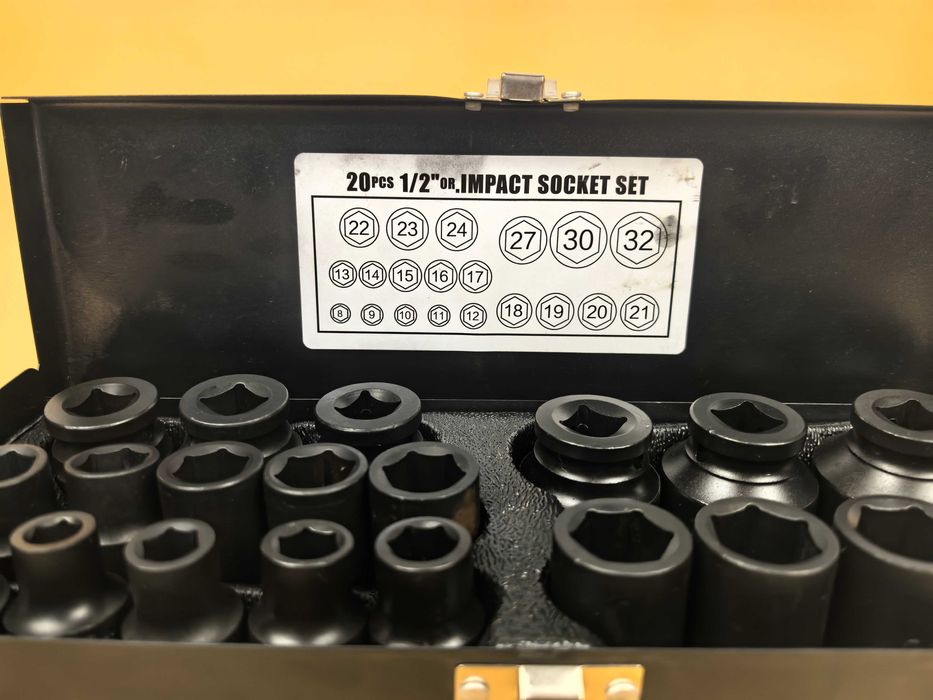 20PCS 1/2"DR.IMPACT SOCKET SET
22 23 24 27 30 32
13 14 15 16 17
8 9 10 11 12 18 19 20 21